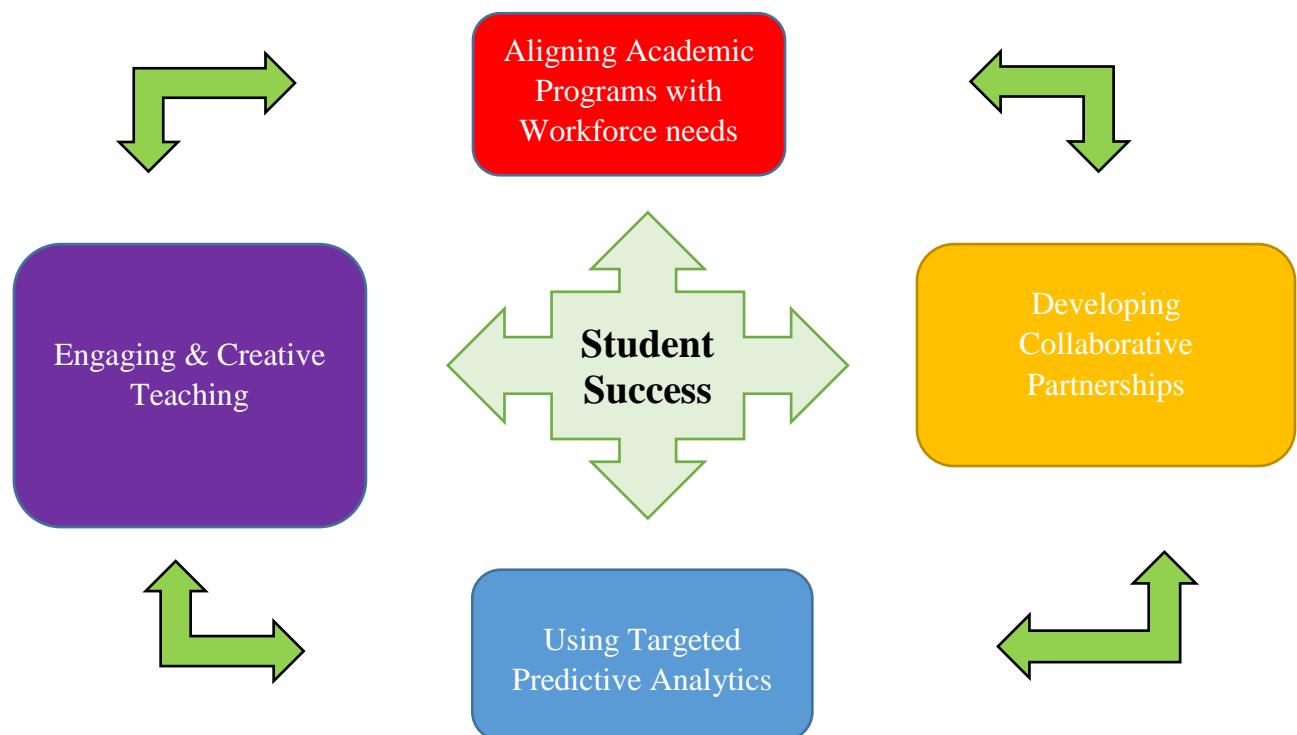 Aligning Academic
Programs with
Workforce needs
Engaging & Creative
Teaching
Student
Success
Developing
Collaborative
Partnerships
Using Targeted
Predictive Analytics